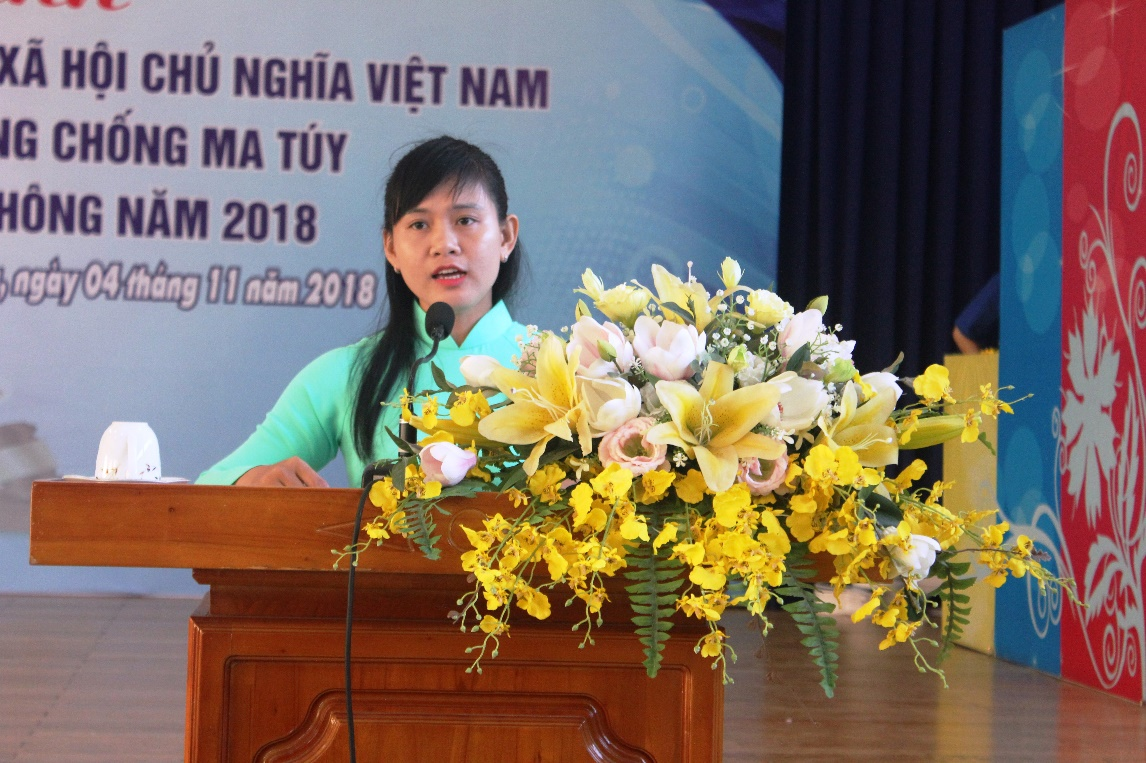 XÃ HỘI CHỦ NGHĨA VIỆT NAM
NG CHỐNG MA TÚY
HÔNG NĂM 2018
, ngày 04 tháng 11 năm 2018